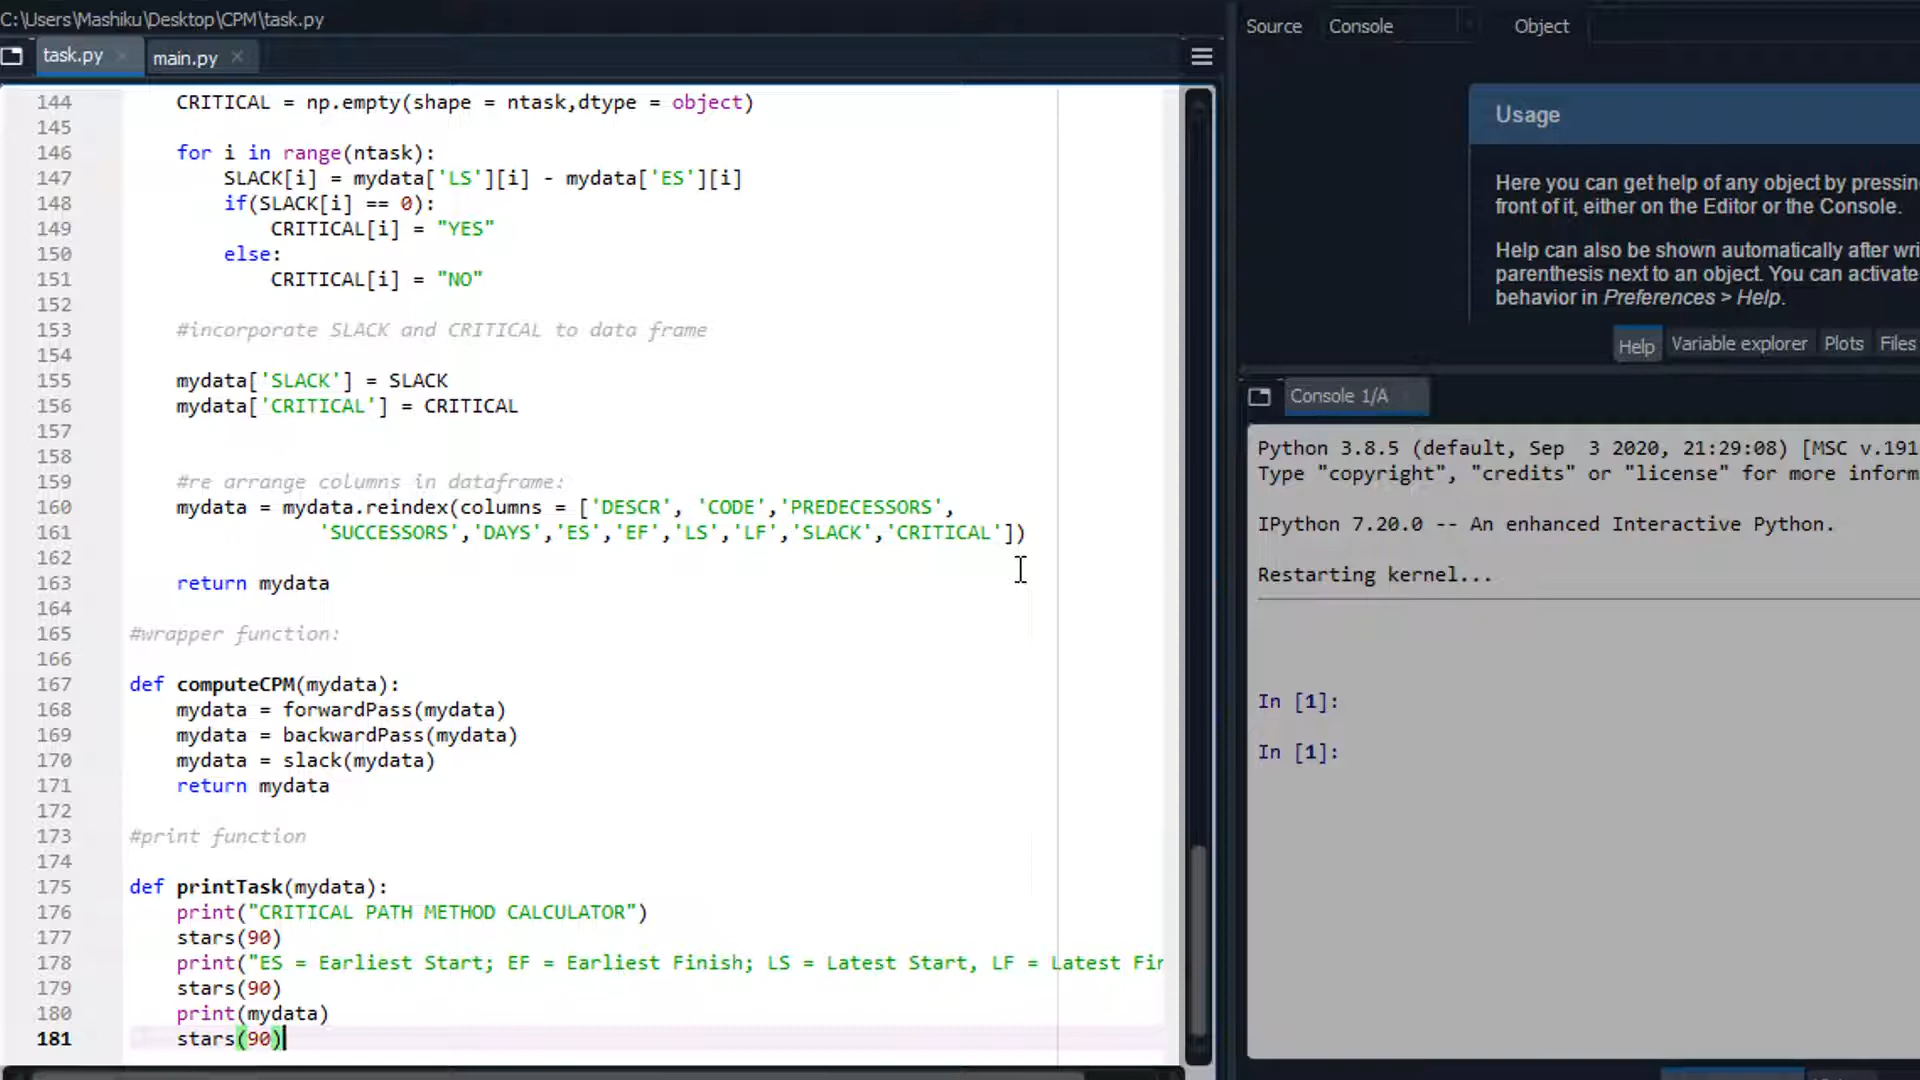 C:\Users\Mashiku\Desktop\CPM\task.py
task.py
main.py
144 CRITICAL = np.empty(shape = ntask,dtype = object)
145
146 for i in range(ntask):
147 SLACK[i] = mydata['LS'][i] - mydata['ES'][i]
148 if(SLACK[i] == 0):
149 CRITICAL[i] = "YES"
150 else:
151 CRITICAL[i] = "NO"
152
153 #incorporate SLACK and CRITICAL to data frame
154
155 mydata['SLACK'] = SLACK
156 mydata['CRITICAL'] = CRITICAL
157
158
159 #re arrange columns in dataframe:
160 mydata = mydata.reindex(columns = ['DESCR', 'CODE','PREDECESSORS',
161 'SUCCESSORS','DAYS','ES','EF','LS','LF','SLACK','CRITICAL'])
162
163 return mydata
164
165 #wrapper function:
166
167 def computeCPM(mydata):
168 mydata = forwardPass(mydata)
169 mydata = backwardPass(mydata)
170 mydata = slack(mydata)
171 return mydata
172
173 #print function
174
175 def printTask(mydata):
176 print("CRITICAL PATH METHOD CALCULATOR")
177 stars(90)
178 print("ES = Earliest Start; EF = Earliest Finish; LS = Latest Start, LF = Latest Fir
179 stars(90)
180 print(mydata)
181 stars(90)
Source Console Object
Usage
Here you can get help of any object by pressing
front of it, either on the Editor or the Console.
Help can also be shown automatically after wri
parenthesis next to an object. You can activate
behavior in Preferences > Help.
Help Variable explorer Plots Files
Console 1/A
Python 3.8.5 (default, Sep 3 2020, 21:29:08) [MSC v.191
Type "copyright", "credits" or "license" for more inform
IPython 7.20.0 -- An enhanced Interactive Python.
Restarting kernel...
In [1]:
In [1]: